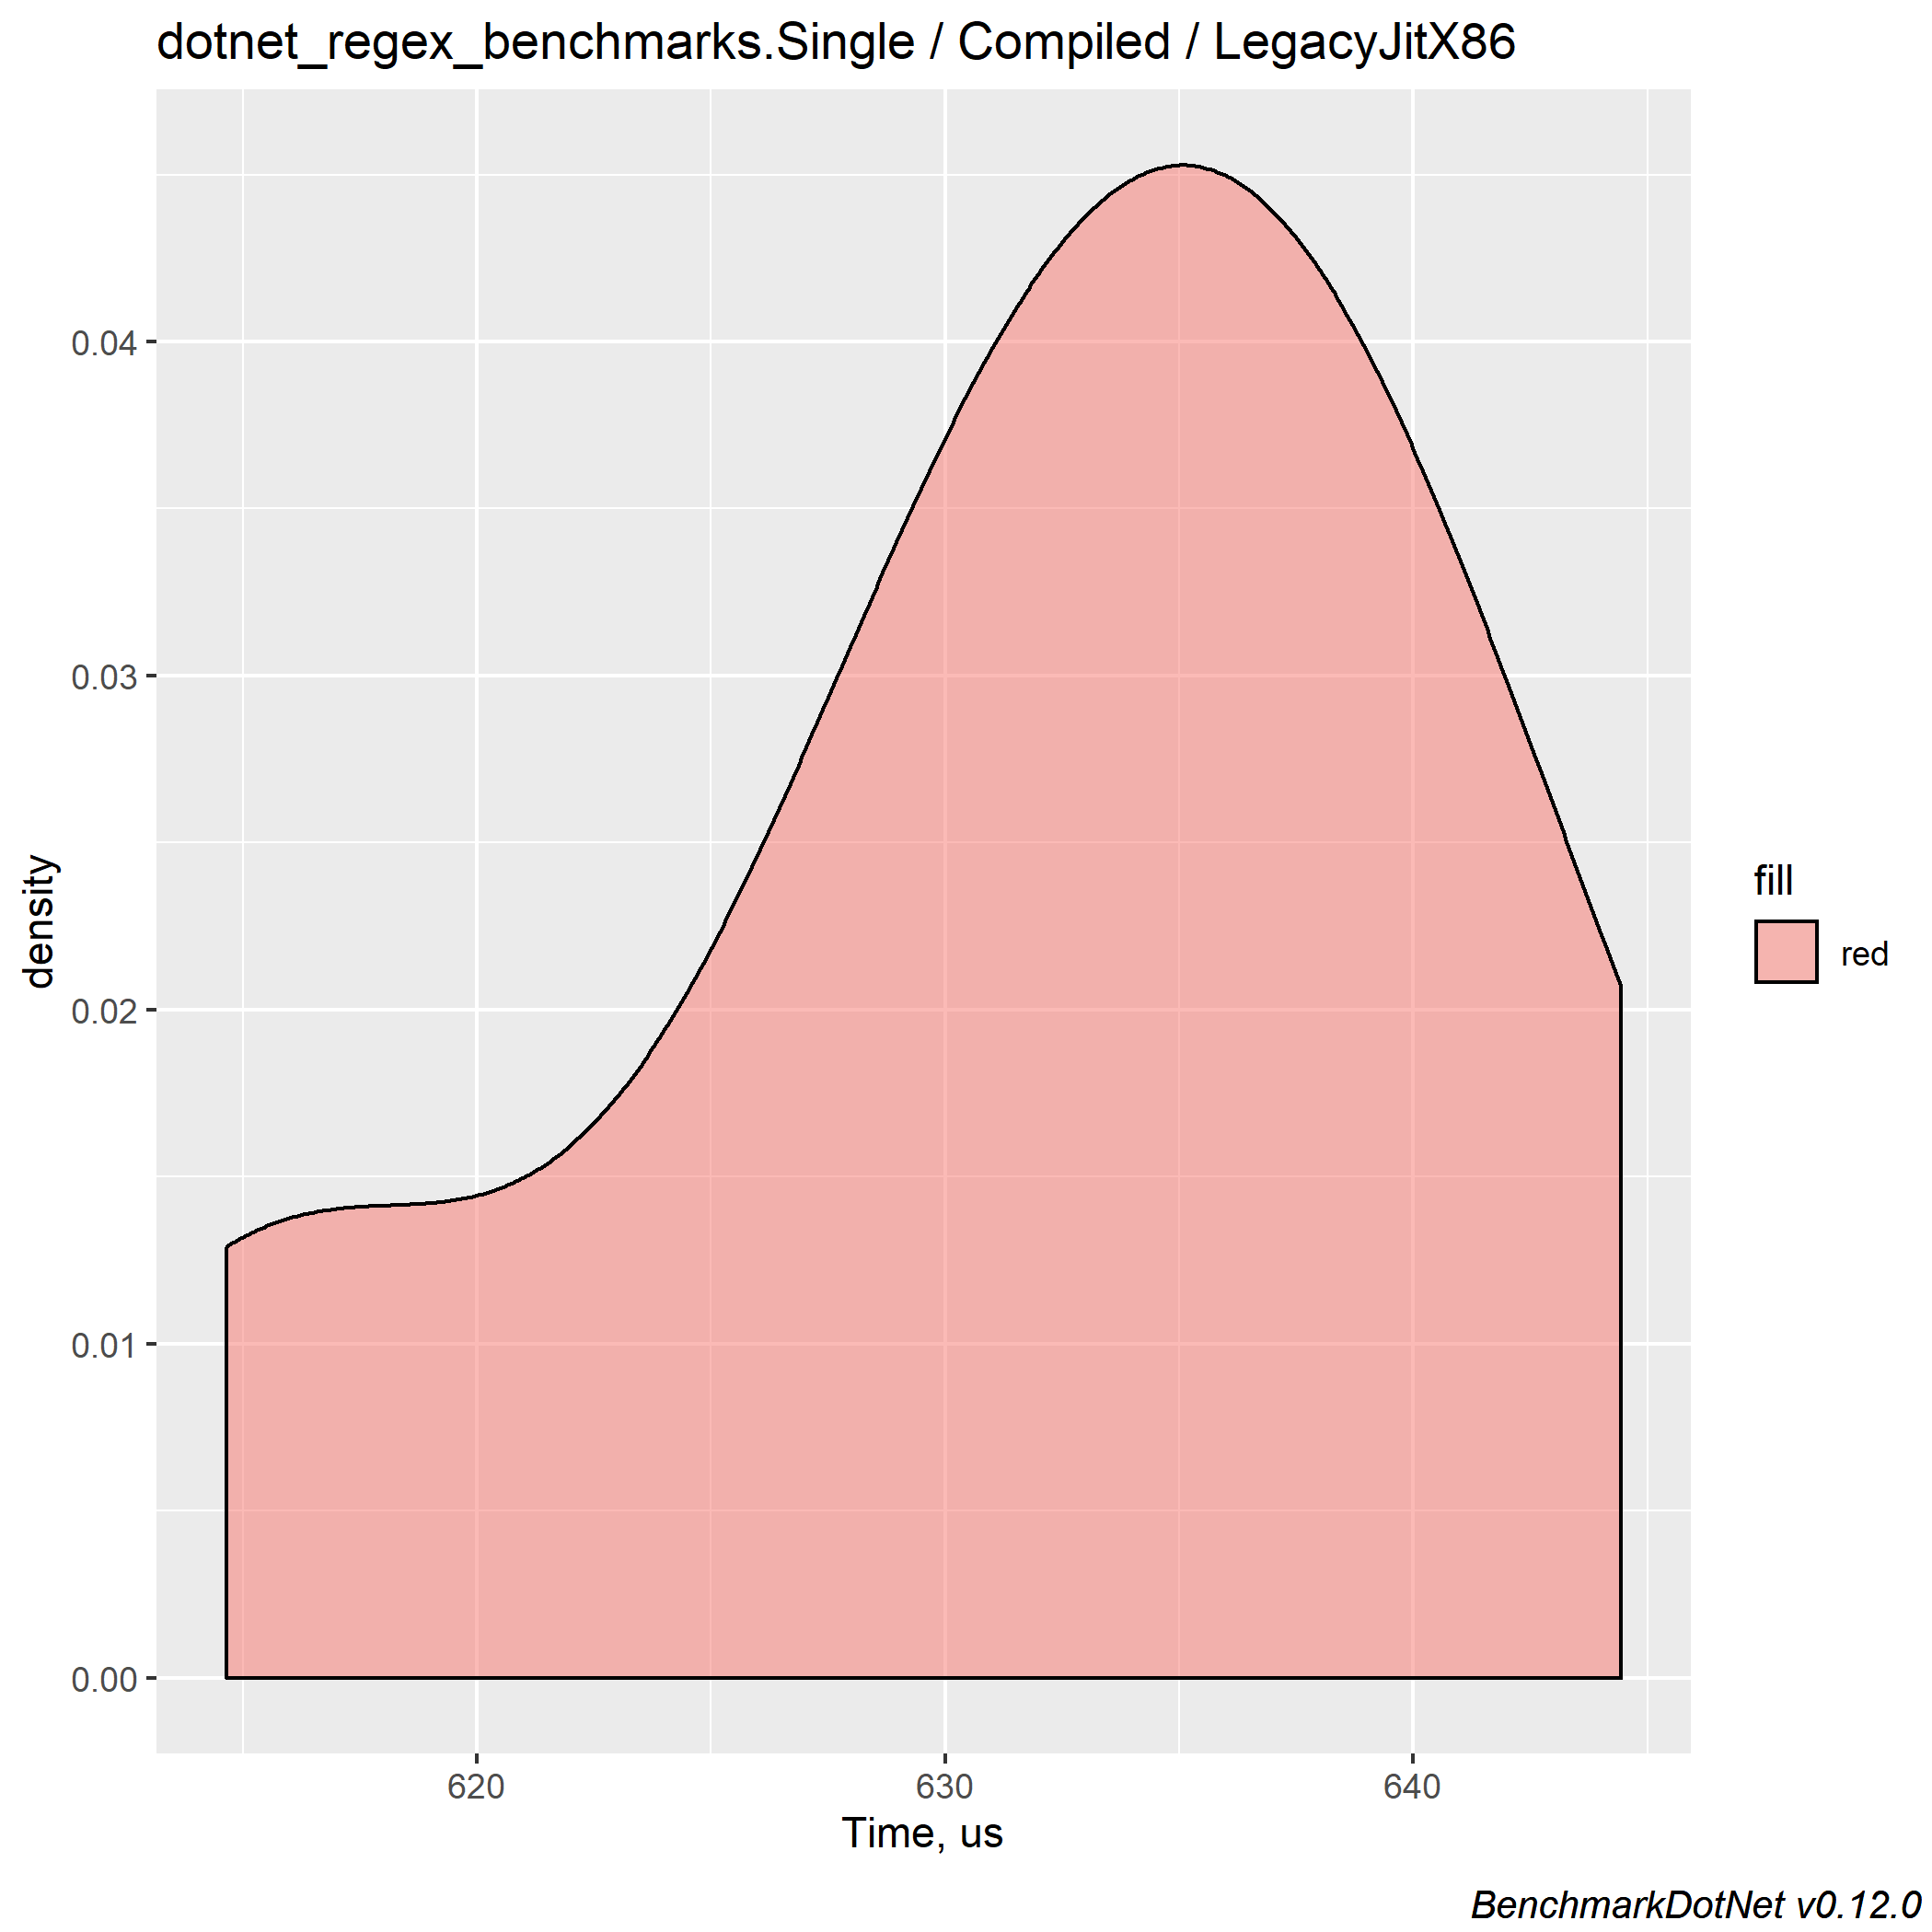 dotnet_regex_benchmarks.Single / Compiled / LegacyJitX86
density
0.04
0.03
0.02
0.01
0.00
620 630 640
Time, us
fill
red
BenchmarkDotNet v0.12.0